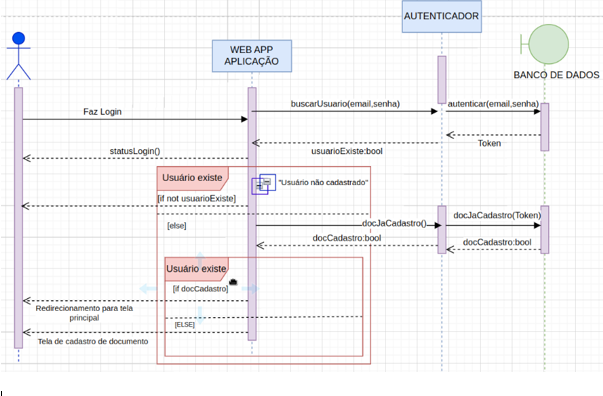 AUTENTICADOR
WEB APP
APLICAÇÃO
BANCO DE DADOS
Faz Login
buscarUsuario(email,senha)
autenticar(email,senha)
Token
usuarioExiste:bool
statusLogin()
Usuário existe
"Usuário não cadastrado"
[if not usuarioExiste]
[else]
docJaCadastro()
docJaCadastro(Token)
docCadastro:bool
docCadastro:bool
Usuário existe
[if docCadastro]
Redirecionamento para tela
principal
[ELSE]
Tela de cadastro de documento